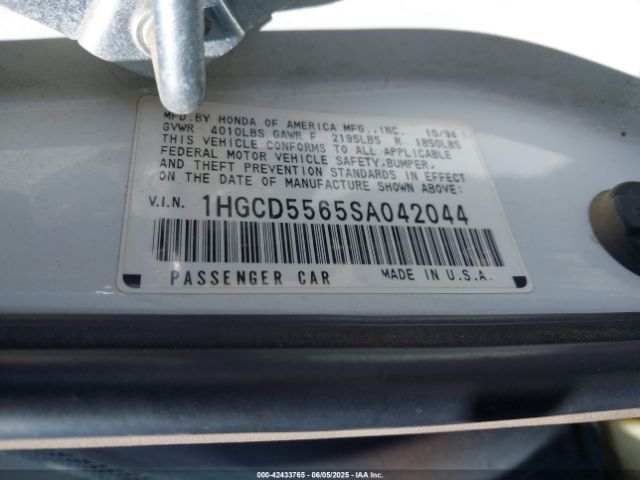 MFD.BY HONDA OF AMERICA MFG.,INC. 10/94
GVWR 4010LBS GAWR F 2195LBS R 1850LBS
THIS VEHICLE CONFORMS TO ALL APPLICABLE
FEDERAL MOTOR VEHICLE SAFETY,BUMPER,
AND THEFT PREVENTION STANDARDS IN EFFECT
ON THE DATE OF MANUFACTURE SHOWN ABOVE.
V.I.N. 1HGCD5565SA042044
PASSENGER CAR MADE IN U.S.A.
000-42433765 - 06/05/2025 - IAA Inc.